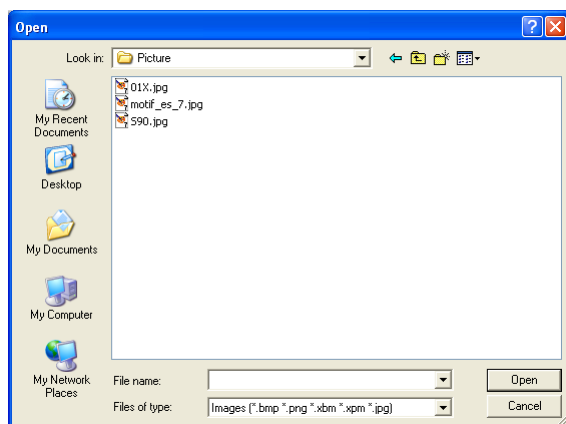 Open
Look in:
Picture
01X.jpg
motif_es_7.jpg
S90.jpg
My Recent
Documents
Desktop
My Documents
My Computer
My Network
Places
File name:
Open
Files of type:
Images (*.bmp *.png *.xbm *.xpm *.jpg)
Cancel